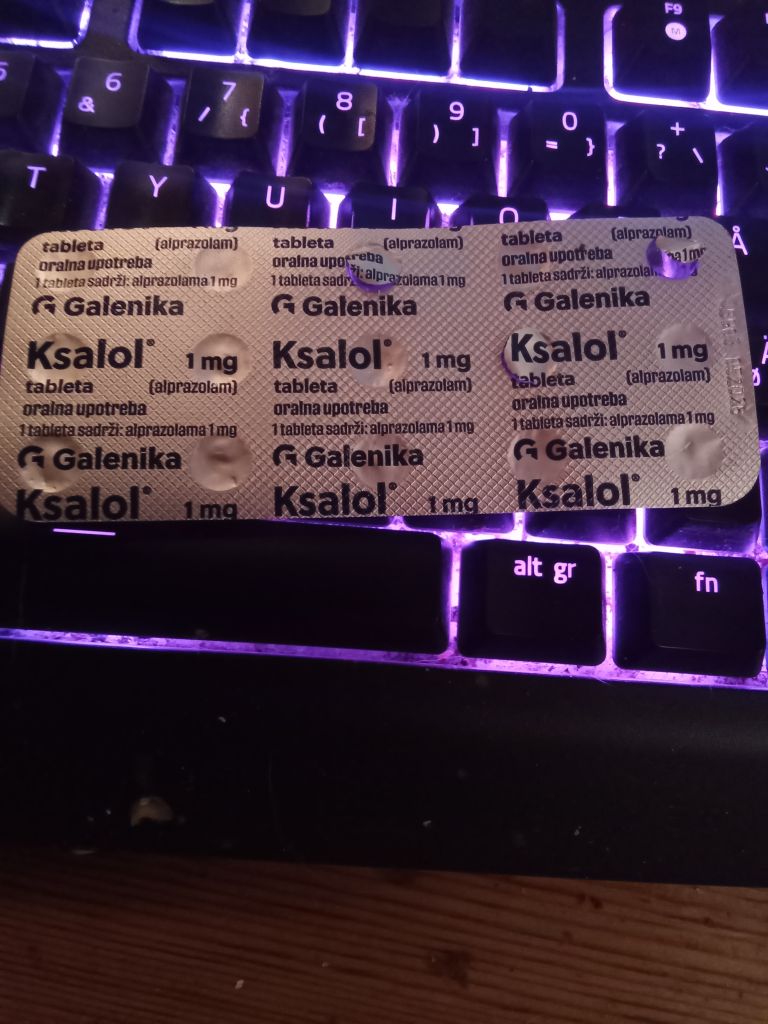 F9
M
5 6 7 8 9 0 +
& / { ( [ ) ] = } ? \
T Y U I O Å
tableta (alprazolam) tableta (alprazolam) tableta (alprazolam)
oralna upotreba oralna upotreba oralna upotreba
1 tableta sadrži: alprazolama 1 mg 1 tableta sadrži: alprazolama 1 mg 1 tableta sadrži:
Galenika Galenika Galenika
Ksalol® 1 mg Ksalol® 1 mg Ksalol® 1 mg
tableta (alprazolam) tableta (alprazolam) tableta (alprazolam)
oralna upotreba oralna upotreba oralna upotreba
1 tableta sadrži: alprazolama 1 mg 1 tableta sadrži: alprazolama 1 mg 1 tableta sadrži: alprazolama 1 mg
Galenika Galenika Galenika
Ksalol® 1 mg Ksalol® 1 mg Ksalol® 1 mg
alt gr fn